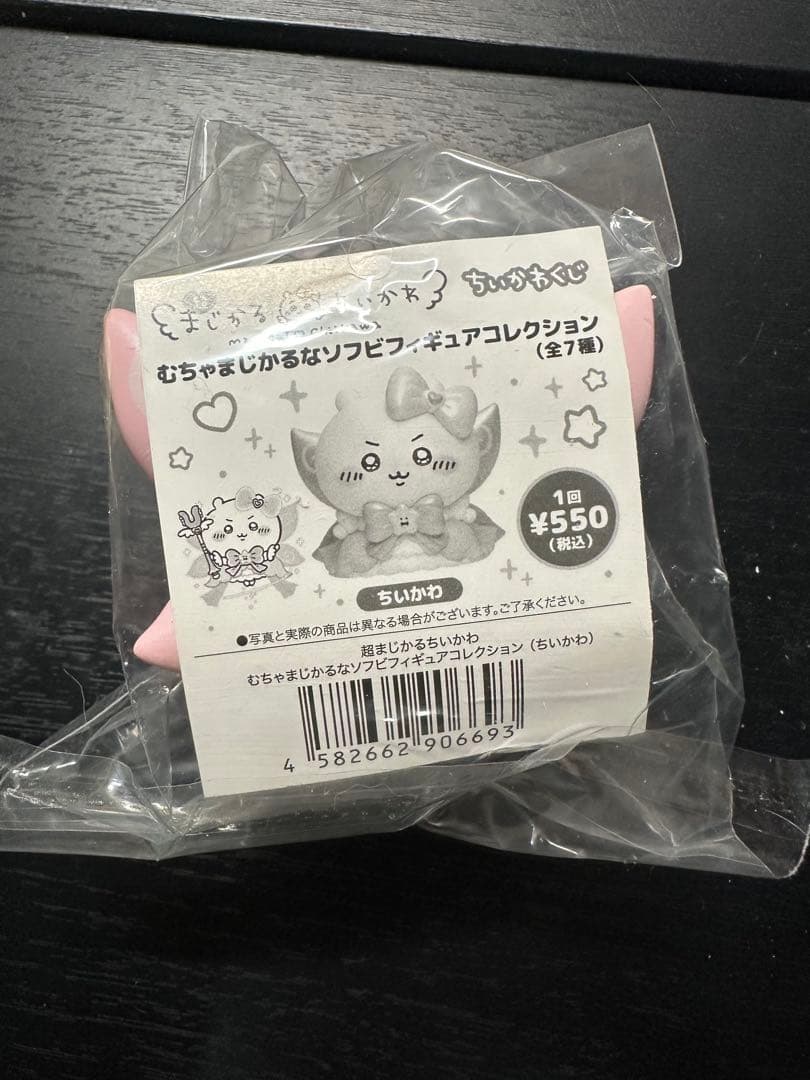 まじかるちいかわ
ちいかわくじ
むちゃまじかるなソフビフィギュアコレクション
(全7種)
1回
¥550
(税込)
ちいかわ
●写真と実際の商品は異なる場合がございます。ご了承ください。
超まじかるちいかわ
むちゃまじかるなソフビフィギュアコレクション（ちいかわ）
4 582662 906693